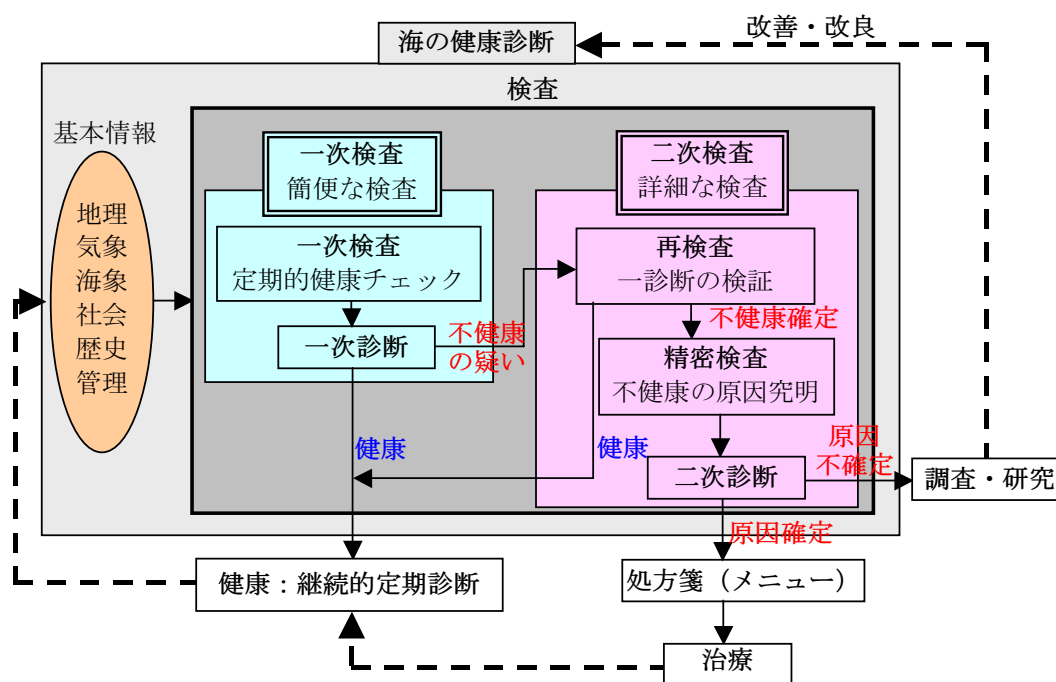 改善・改良
海の健康診断
検査
基本情報
地理
気象
海象
社会
歴史
管理
一次検査
簡便な検査
一次検査
定期的健康チェック
一次診断
不健康
の疑い
健康
二次検査
詳細な検査
再検査
一診断の検証
不健康確定
精密検査
不健康の原因究明
健康
二次診断
原因
不確定
調査・研究
原因確定
健康：継続的定期診断
処方箋（メニュー）
治療